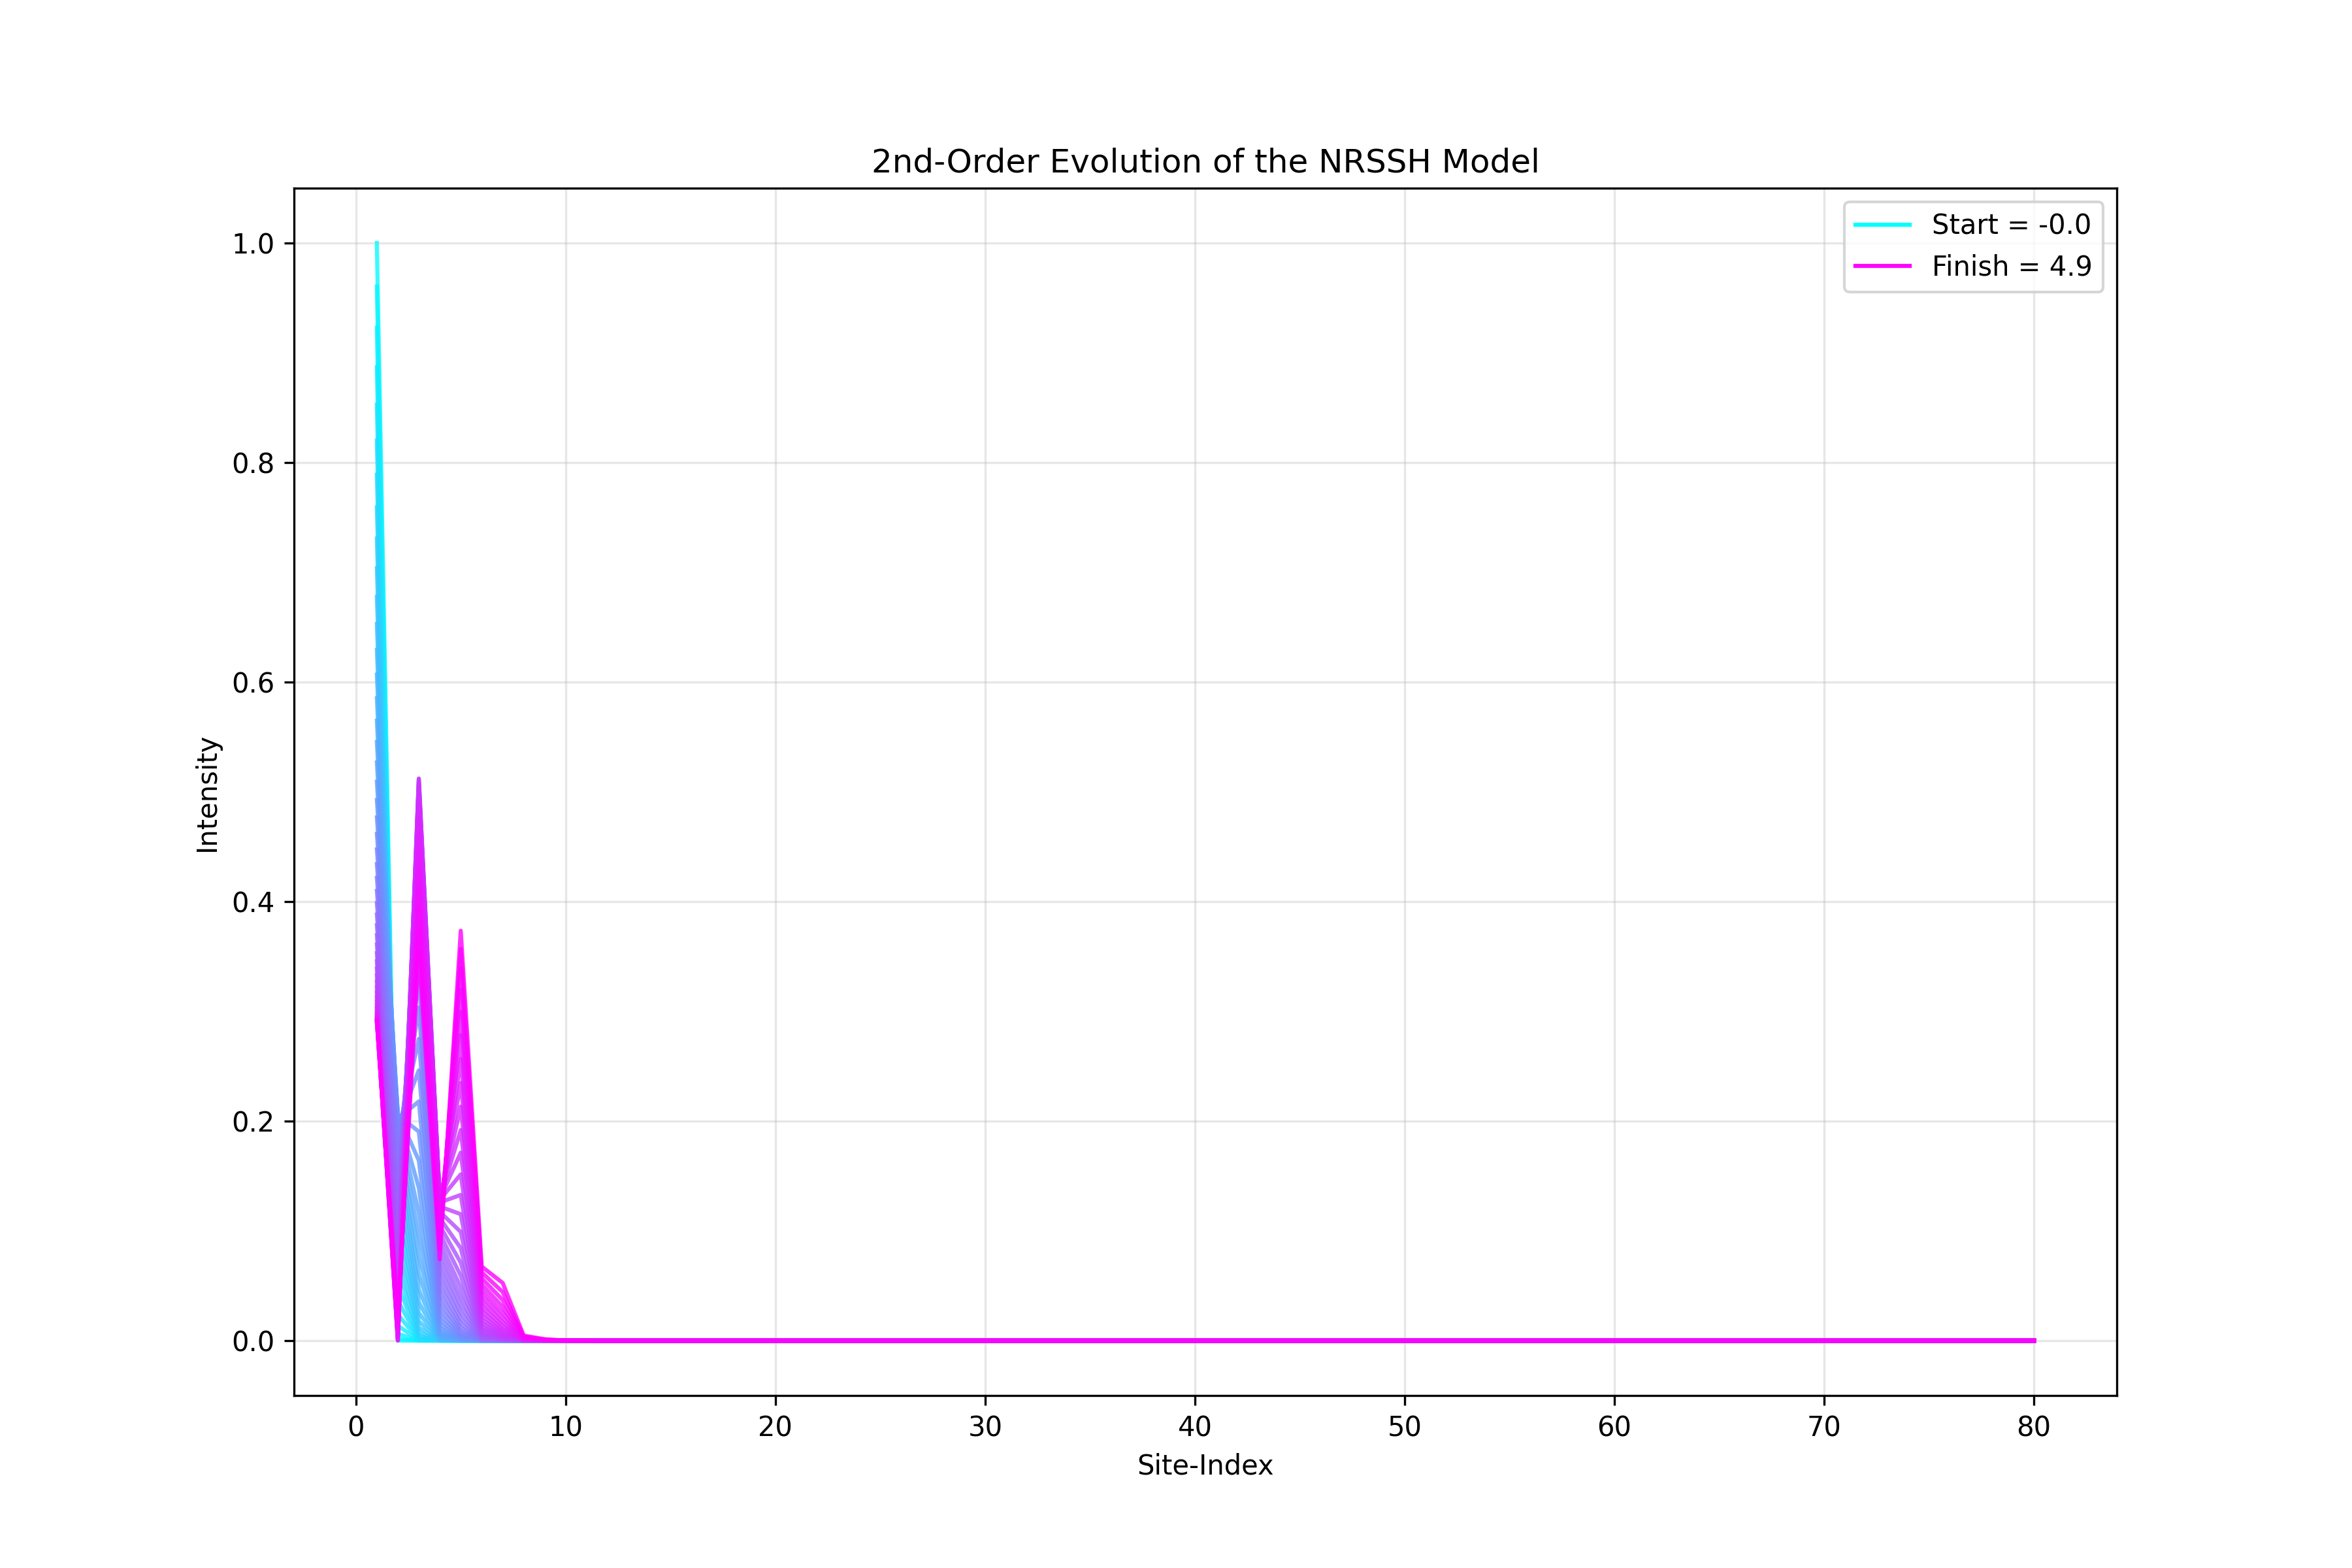 2nd-Order Evolution of the NRSSH Model
Start = -0.0
Finish = 4.9
1.0
0.8
0.6
0.4
0.2
0.0
Intensity
0 10 20 30 40 50 60 70 80
Site-Index